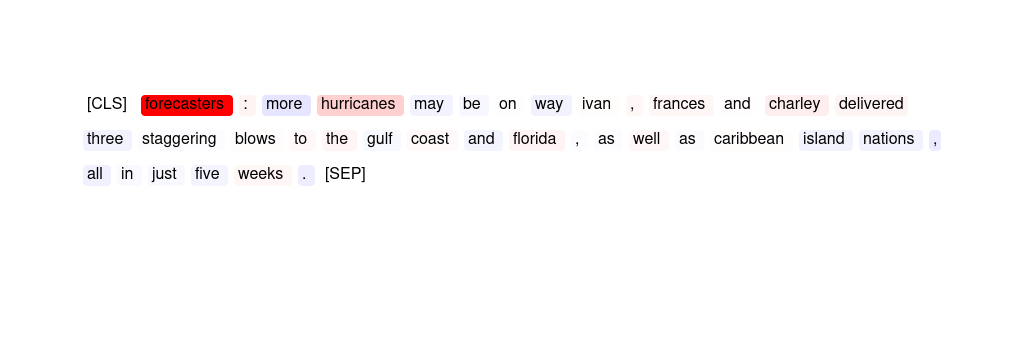 [CLS] forecasters : more hurricanes may be on way ivan , frances and charley delivered
three staggering blows to the gulf coast and florida , as well as caribbean island nations ,
all in just five weeks . [SEP]